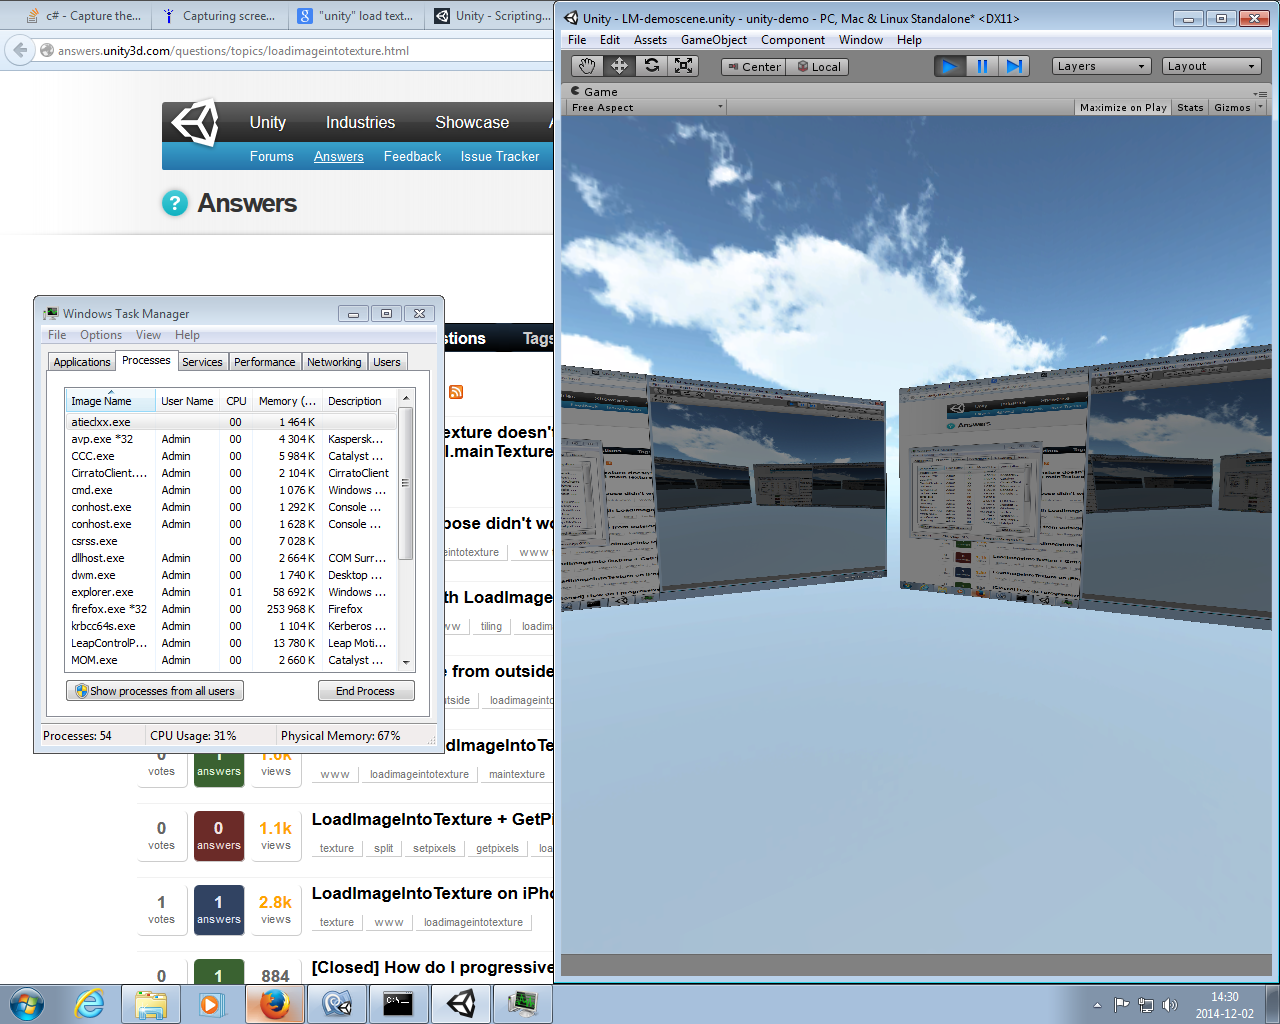 c# - Capture the...
Capturing scree...
"unity" load text...
Unity - Scripting...
answers.unity3d.com/questions/topics/loadimageintotexture.html
Unity
Industries
Showcase
Forums
Answers
Feedback
Issue Tracker
? Answers
stions
Tags
exture doesn't
l.mainTexture
pose didn't wo
eintotexture
www
th LoadImage
ww
tiling
loadim
e from outside
tside
loadimageinto
oadImageIntoTe
0
votes
1
answers
1.6k
views
www
loadimageintotexture
maintexture
0
votes
0
answers
1.1k
views
LoadImageIntoTexture + GetPi
texture
split
setpixels
getpixels
loa
1
votes
1
answers
2.8k
views
LoadImageIntoTexture on iPho
texture
www
loadimageintotexture
0
1
884
[Closed] How do I progressive
Windows Task Manager
File Options View Help
Applications Processes Services Performance Networking Users
Image Name User Name CPU Memory (... Description
atieclxx.exe 00 1 464 K
avp.exe *32 Admin 00 4 304 K Kaspersk...
CCC.exe Admin 00 5 984 K Catalyst ...
CirratoClient.... Admin 00 2 104 K CirratoClient
cmd.exe Admin 00 1 076 K Windows ...
conhost.exe Admin 00 1 292 K Console ...
conhost.exe Admin 00 1 628 K Console ...
csrss.exe 00 7 028 K
dllhost.exe Admin 00 2 664 K COM Surr...
dwm.exe Admin 00 1 740 K Desktop ...
explorer.exe Admin 01 58 692 K Windows ...
firefox.exe *32 Admin 00 253 968 K Firefox
krbcc64s.exe Admin 00 1 104 K Kerberos ...
LeapControlP... Admin 00 13 780 K Leap Moti...
MOM.exe Admin 00 2 660 K Catalyst ...
Show processes from all users
End Process
Processes: 54
CPU Usage: 31%
Physical Memory: 67%
Unity - LM-demoscene.unity - unity-demo - PC, Mac & Linux Standalone* <DX11>
File Edit Assets GameObject Component Window Help
Center
Local
Layers
Layout
Game
Free Aspect
Maximize on Play
Stats
Gizmos
Answers
14:30
2014-12-02